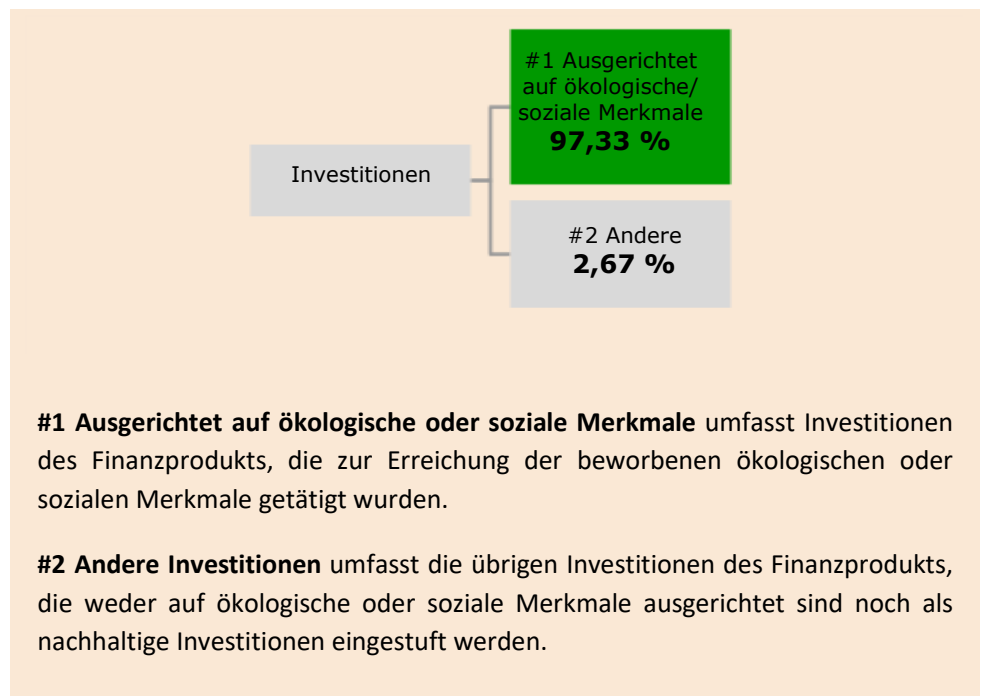 #1 Ausgerichtet
auf ökologische/
soziale Merkmale
97,33 %
Investitionen
#2 Andere
2,67 %
#1 Ausgerichtet auf ökologische oder soziale Merkmale umfasst Investitionen
des Finanzprodukts, die zur Erreichung der beworbenen ökologischen oder
sozialen Merkmale getätigt wurden.
#2 Andere Investitionen umfasst die übrigen Investitionen des Finanzprodukts,
die weder auf ökologische oder soziale Merkmale ausgerichtet sind noch als
nachhaltige Investitionen eingestuft werden.